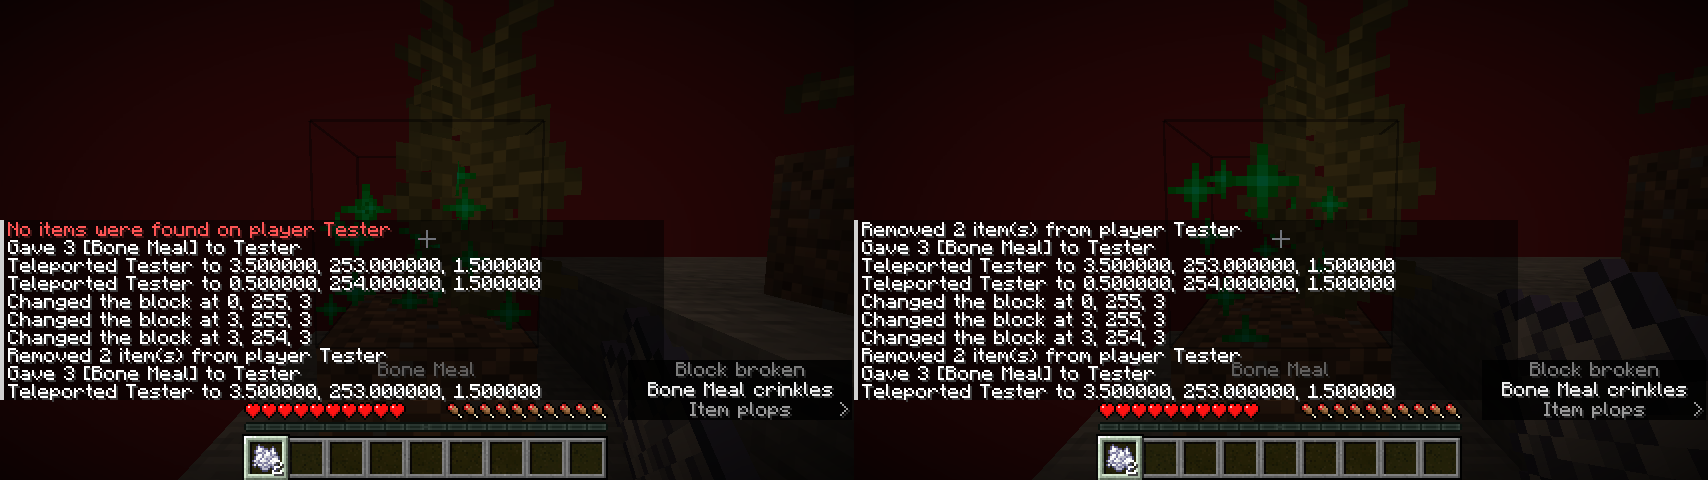 No items were found on player Tester
Gave 3 [Bone Meal] to Tester
Teleported Tester to 3.500000, 253.000000, 1.500000
Teleported Tester to 0.500000, 254.000000, 1.500000
Changed the block at 0, 255, 3
Changed the block at 3, 255, 3
Changed the block at 3, 254, 3
Removed 2 item(s) from player Tester
Gave 3 [Bone Meal] to Tester
Teleported Tester to 3.500000, 253.000000, 1.500000
Bone Meal
Block broken
Bone Meal crinkles
Item plops >
2
Removed 2 item(s) from player Tester
Gave 3 [Bone Meal] to Tester
Teleported Tester to 3.500000, 253.000000, 1.500000
Teleported Tester to 0.500000, 254.000000, 1.500000
Changed the block at 0, 255, 3
Changed the block at 3, 255, 3
Changed the block at 3, 254, 3
Removed 2 item(s) from player Tester
Gave 3 [Bone Meal] to Tester
Teleported Tester to 3.500000, 253.000000, 1.500000
Bone Meal
Block broken
Bone Meal crinkles
Item plops >
2